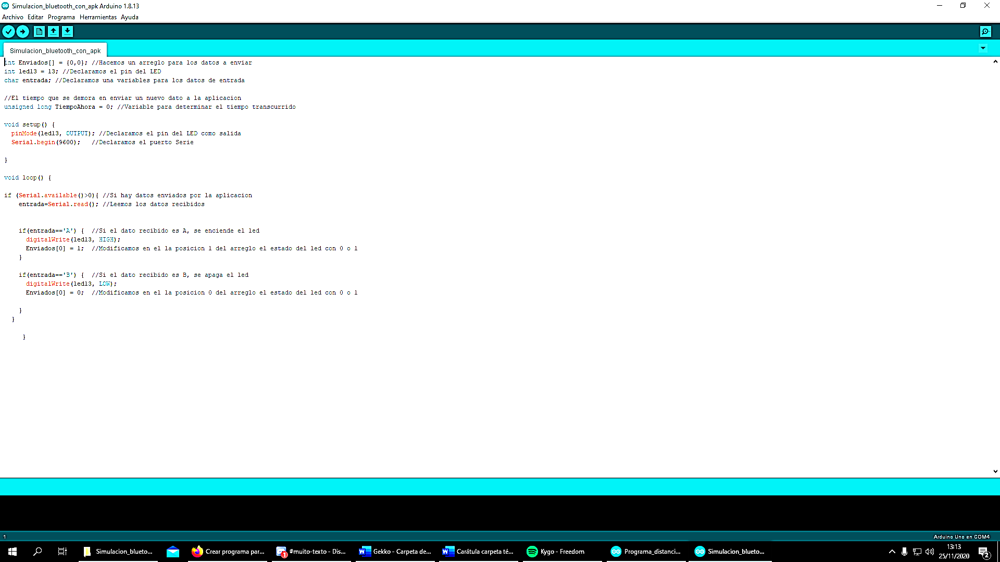 Simulacion_bluetooth_con_apk Arduino 1.8.13
Archivo Editar Programa Herramientas Ayuda
Simulacion_bluetooth_con_apk
int Enviados[] = {0,0}; //Hacemos un arreglo para los datos a enviar
int led13 = 13; //Declaramos el pin del LED
char entrada; //Declaramos una variables para los datos de entrada
//El tiempo que se demora en enviar un nuevo dato a la aplicacion
unsigned long TiempoAhora = 0; //Variable para determinar el tiempo transcurrido
void setup() {
pinMode(led13, OUTPUT); //Declaramos el pin del LED como salida
Serial.begin(9600);   //Declaramos el puerto Serie
}
void loop() {
if (Serial.available()>0){ //Si hay datos enviados por la aplicacion
entrada=Serial.read(); //Leemos los datos recibidos
if(entrada=='A') {  //Si el dato recibido es A, se enciende el led
digitalWrite(led13, HIGH);
Enviados[0] = 1;  //Modificamos en el la posicion 1 del arreglo el estado del led con 0 o 1
}
if(entrada=='B') {  //Si el dato recibido es B, se apaga el led
digitalWrite(led13, LOW);
Enviados[0] = 0;  //Modificamos en el la posicion 0 del arreglo el estado del led con 0 o 1
}
}
}
1
Arduino Uno en COM4
Simulacion_blueto...
Crear programa par...
1
#muito-texto - Dis...
Gekko - Carpeta de...
Carátula carpeta té...
Kygo - Freedom
Programa_distanci...
Simulacion_blueto...
13:13
25/11/2020
2